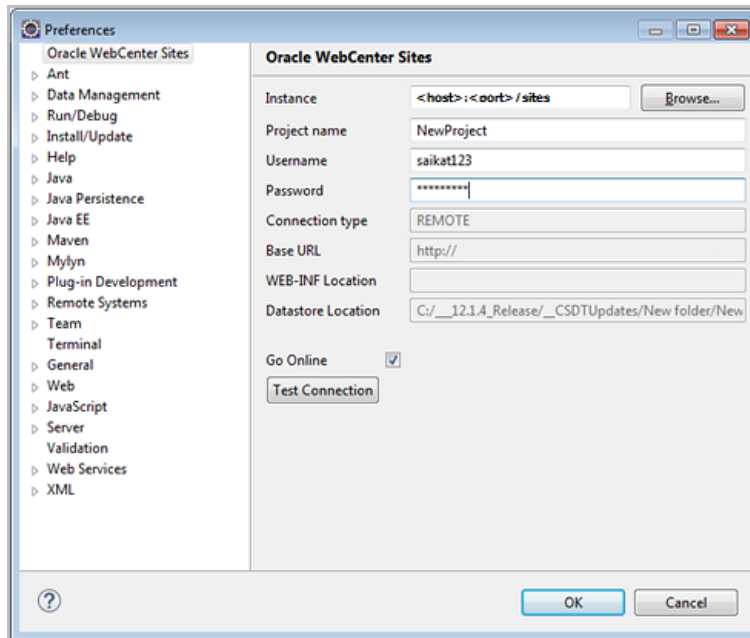 Preferences
Oracle WebCenter Sites
Ant
Data Management
Run/Debug
Install/Update
Help
Java
Java Persistence
Java EE
Maven
Mylyn
Plug-in Development
Remote Systems
Team
Terminal
General
Web
JavaScript
Server
Validation
Web Services
XML
Oracle WebCenter Sites
Instance <host>:<port>/sites Browse...
Project name NewProject
Username saikat123
Password *********
Connection type REMOTE
Base URL http://
WEB-INF Location
Datastore Location C:/__12.1.4_Release/__CSDTUpdates/New folder/New
Go Online
Test Connection
? OK Cancel